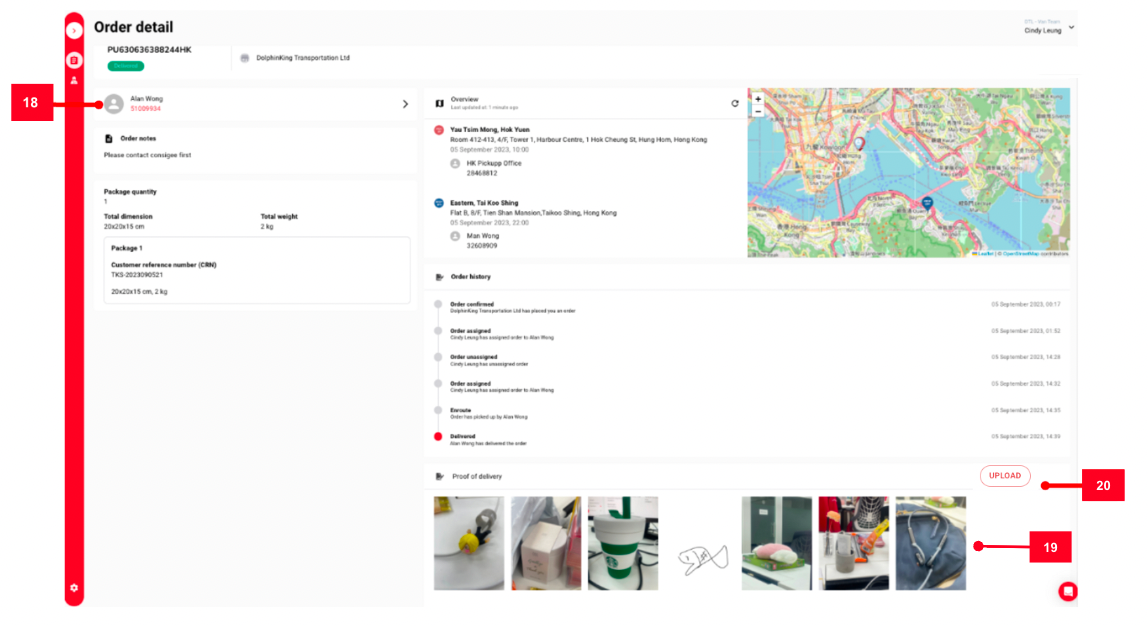 Order detail
DTL - Van Team
Cindy Leung
PU630636388244HK
Delivered
DolphinKing Transportation Ltd
18
Alan Wong
51009934
Order notes
Please contact consigee first
Package quantity
1
Total dimension
Total weight
20x20x15 cm
2 kg
Package 1
Customer reference number (CRN)
TKS-2023090521
20x20x15 cm, 2 kg
Overview
Last updated at: 1 minute ago
Yau Tsim Mong, Hok Yuen
Room 412-413, 4/F, Tower 1, Harbour Centre, 1 Hok Cheung St, Hung Hom, Hong Kong
05 September 2023, 10:00
HK Pickupp Office
28468812
Eastern, Tai Koo Shing
Flat B, 8/F, Tien Shan Mansion,Taikoo Shing, Hong Kong
05 September 2023, 22:00
Man Wong
32608909
+
−
Leaflet | © OpenStreetMap contributors
Order history
Order confirmed
05 September 2023, 00:17
DolphinKing Transportation Ltd has placed you an order
Order assigned
05 September 2023, 01:52
Cindy Leung has assigned order to Alan Wong
Order unassigned
05 September 2023, 14:28
Cindy Leung has unassigned order
Order assigned
05 September 2023, 14:32
Cindy Leung has assigned order to Alan Wong
Enroute
05 September 2023, 14:35
Order has picked up by Alan Wong
Delivered
05 September 2023, 14:39
Alan Wong has delivered the order
Proof of delivery
UPLOAD
20
19